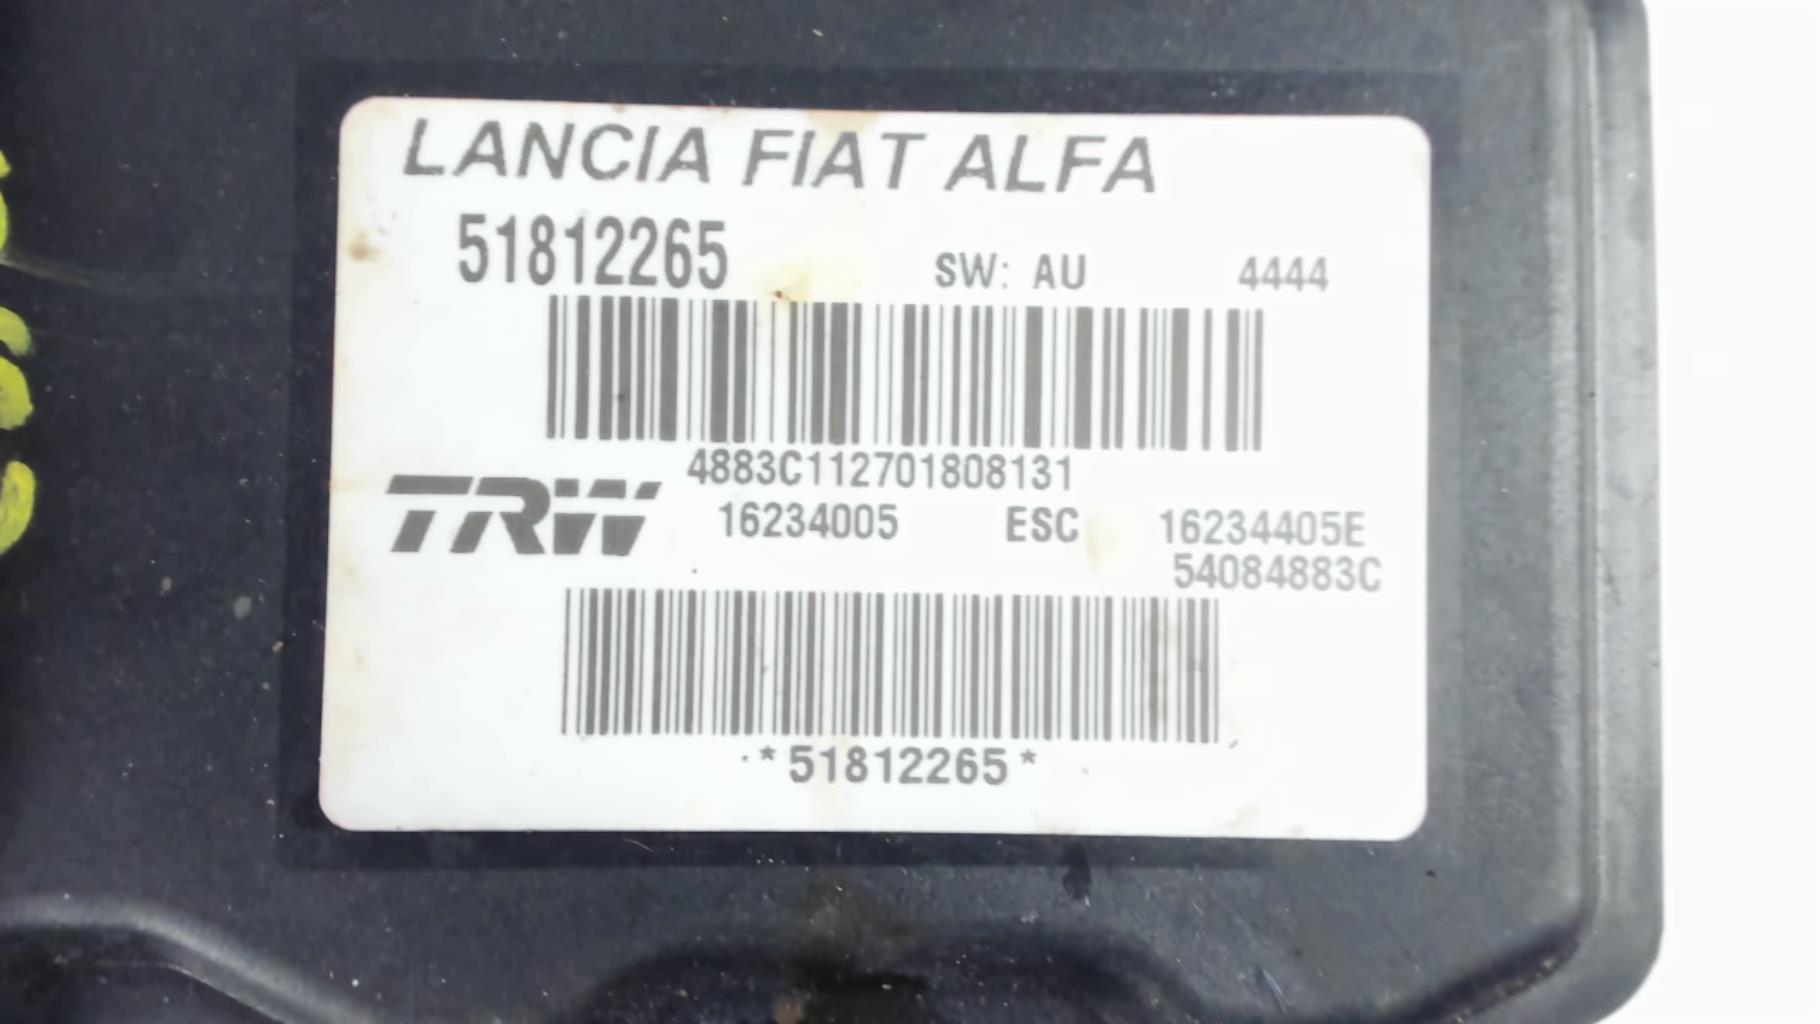 LANCIA FIAT ALFA
51812265 SW: AU 4444
4883C112701808131
TRW 16234005 ESC 16234405E
54084883C
*51812265*